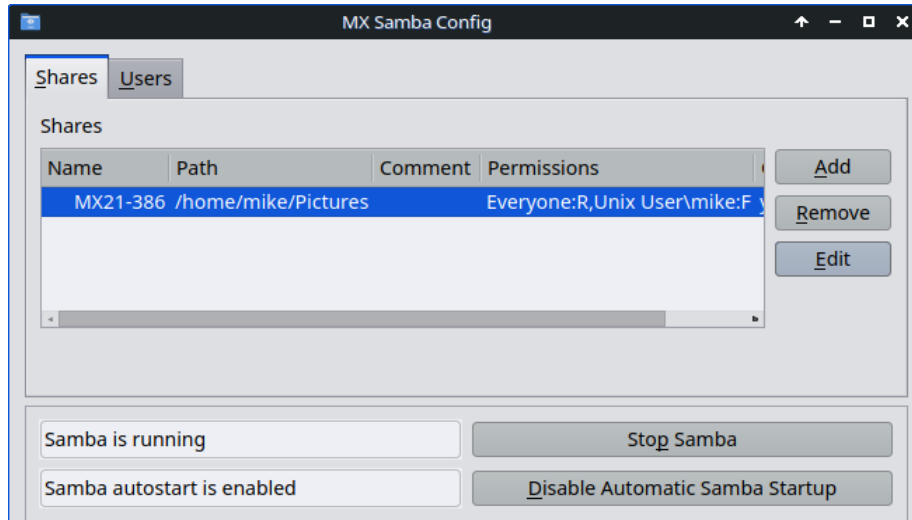 MX Samba Config
Shares Users
Shares
Name Path Comment Permissions
MX21-386 /home/mike/Pictures Everyone:R,Unix User\mike:F
Add
Remove
Edit
Samba is running Stop Samba
Samba autostart is enabled Disable Automatic Samba Startup